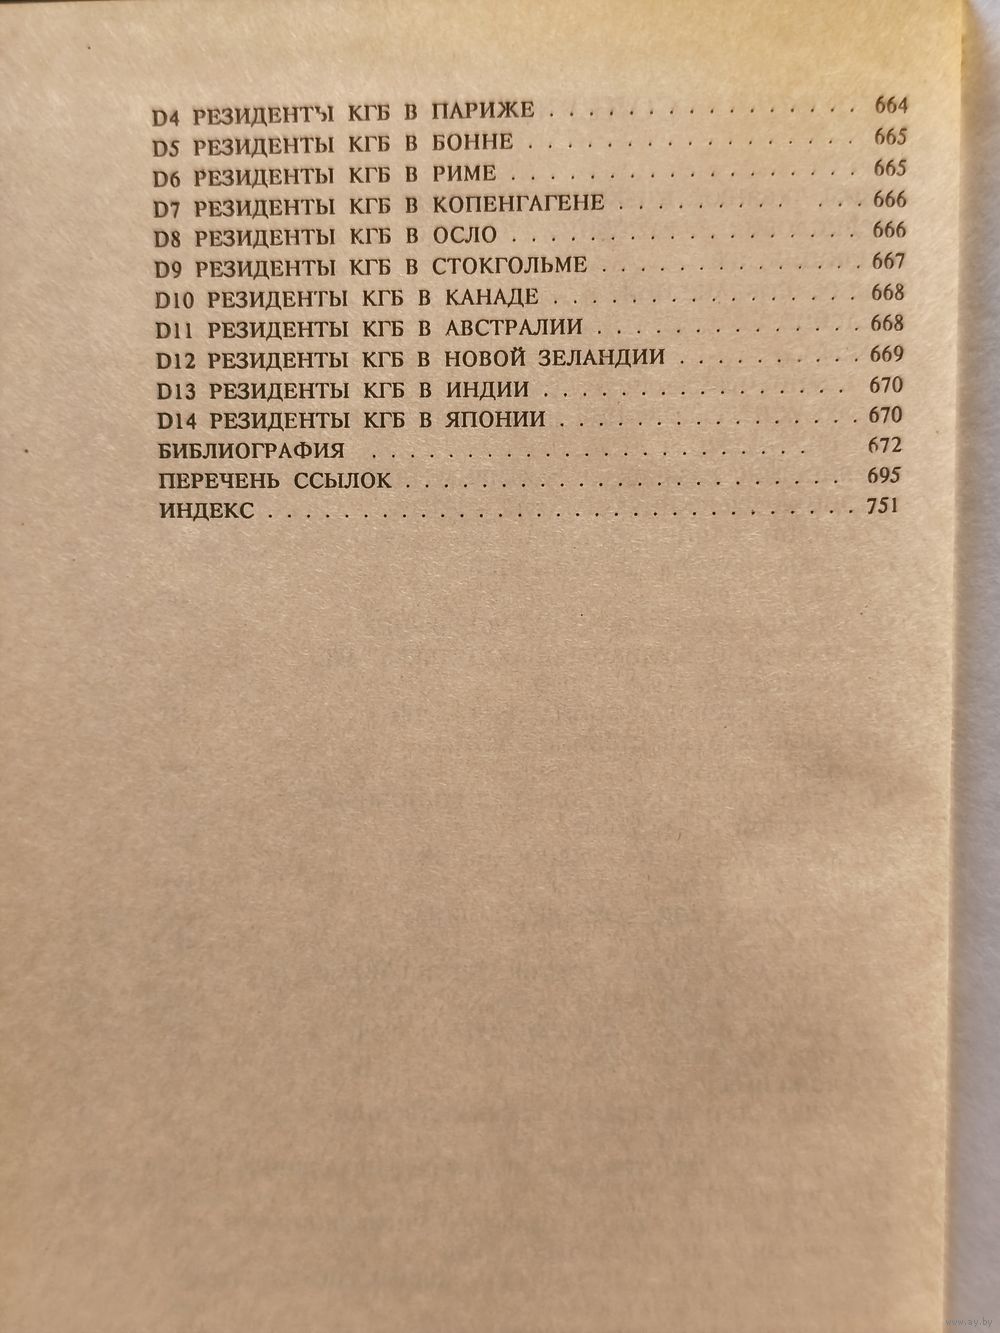 D4 РЕЗИДЕНТЫ КГБ В ПАРИЖЕ . . . . . . . . . . . . . . . . 664
D5 РЕЗИДЕНТЫ КГБ В БОННЕ . . . . . . . . . . . . . . . . . 665
D6 РЕЗИДЕНТЫ КГБ В РИМЕ . . . . . . . . . . . . . . . . . . 665
D7 РЕЗИДЕНТЫ КГБ В КОПЕНГАГЕНЕ . . . . . . . . . . . . 666
D8 РЕЗИДЕНТЫ КГБ В ОСЛО . . . . . . . . . . . . . . . . . . 666
D9 РЕЗИДЕНТЫ КГБ В СТОКГОЛЬМЕ . . . . . . . . . . . . . . 667
D10 РЕЗИДЕНТЫ КГБ В КАНАДЕ . . . . . . . . . . . . . . . . 668
D11 РЕЗИДЕНТЫ КГБ В АВСТРАЛИИ . . . . . . . . . . . . . . 668
D12 РЕЗИДЕНТЫ КГБ В НОВОЙ ЗЕЛАНДИИ . . . . . . . . . . 669
D13 РЕЗИДЕНТЫ КГБ В ИНДИИ . . . . . . . . . . . . . . . . 670
D14 РЕЗИДЕНТЫ КГБ В ЯПОНИИ . . . . . . . . . . . . . . . . 670
БИБЛИОГРАФИЯ . . . . . . . . . . . . . . . . . . . . . . . 672
ПЕРЕЧЕНЬ ССЫЛОК . . . . . . . . . . . . . . . . . . . . . . . 695
ИНДЕКС . . . . . . . . . . . . . . . . . . . . . . . . . . . . . . . 751
www.ay.by